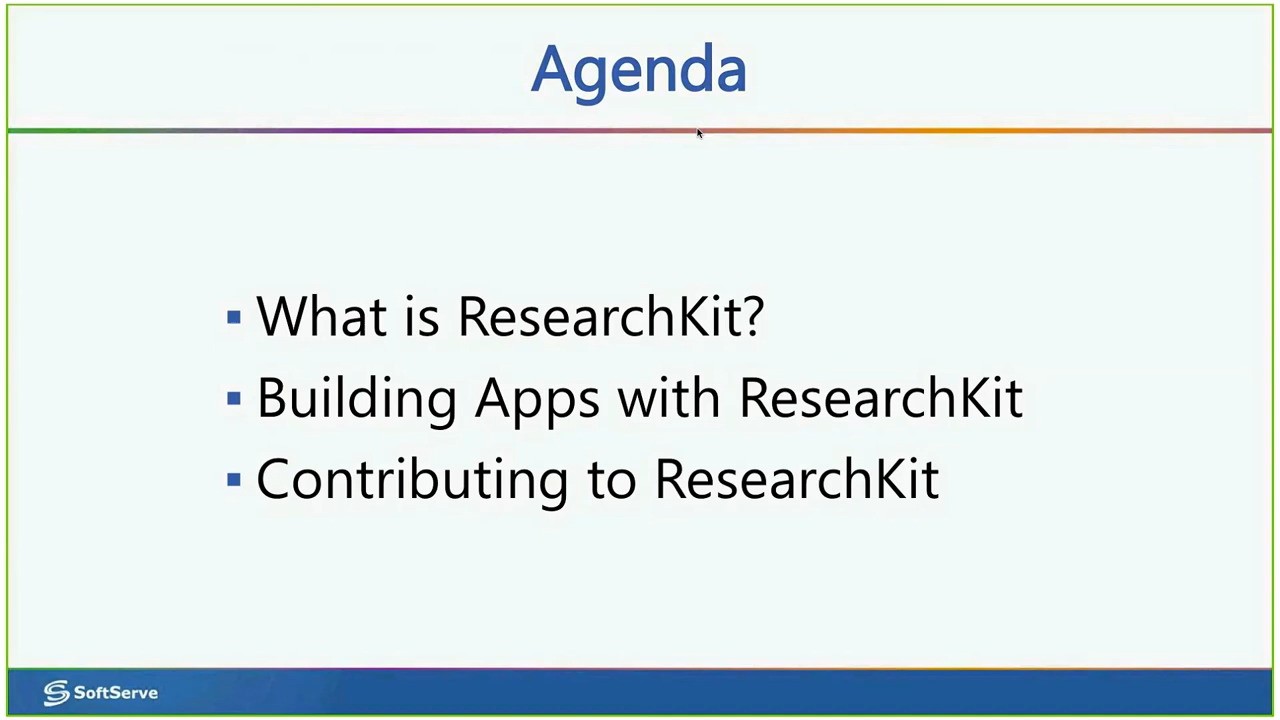 Agenda
▪ What is ResearchKit?
▪ Building Apps with ResearchKit
▪ Contributing to ResearchKit
SoftServe